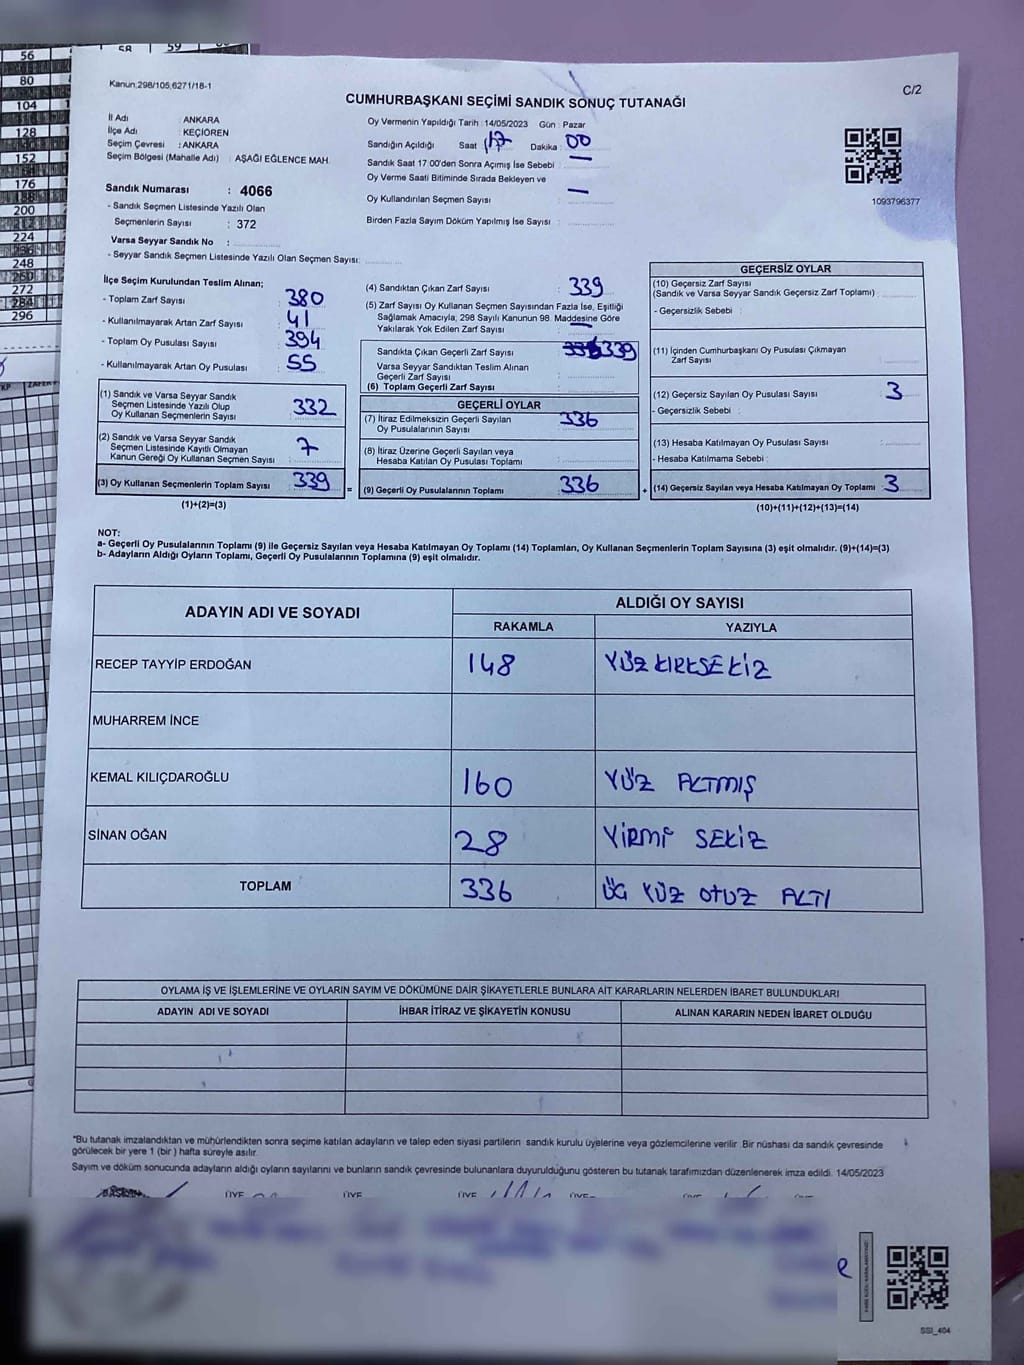 56
80
104
128
152
176
200
224
248
272
296
59
Kanun;298/105,6271/18-1
C/2
CUMHURBAŞKANI SEÇİMİ SANDIK SONUÇ TUTANAĞI
İl Adı : ANKARA
İlçe Adı : KEÇİÖREN
Seçim Çevresi : ANKARA
Seçim Bölgesi (Mahalle Adı) : AŞAĞI EĞLENCE MAH.
Sandık Numarası : 4066
- Sandık Seçmen Listesinde Yazılı Olan
Seçmenlerin Sayısı : 372
Varsa Seyyar Sandık No :
- Seyyar Sandık Seçmen Listesinde Yazılı Olan Seçmen Sayısı:
Oy Vermenin Yapıldığı Tarih :14/05/2023 Gün : Pazar
Sandığın Açıldığı Saat 17 Dakika : 00
Sandık Saat 17:00'den Sonra Açımış İse Sebebi : —
Oy Verme Saati Bitiminde Sırada Bekleyen ve
Oy Kullandırılan Seçmen Sayısı : —
Birden Fazla Sayım Döküm Yapılmış İse Sayısı :
1093796377
İlçe Seçim Kurulundan Teslim Alınan;
- Toplam Zarf Sayısı : 380
- Kullanılmayarak Artan Zarf Sayısı : 41
- Toplam Oy Pusulası Sayısı : 394
- Kullanılmayarak Artan Oy Pusulası : 55
(1) Sandık ve Varsa Seyyar Sandık
Seçmen Listesinde Yazılı Olup
Oy Kullanan Seçmenlerin Sayısı : 332
(2) Sandık ve Varsa Seyyar Sandık
Seçmen Listesinde Kayıtlı Olmayan
Kanun Gereği Oy Kullanan Seçmen Sayısı : 7
(3) Oy Kullanan Seçmenlerin Toplam Sayısı : 339
(1)+(2)=(3)
=
(4) Sandıktan Çıkan Zarf Sayısı : 339
(5) Zarf Sayısı Oy Kullanan Seçmen Sayısından Fazla İse, Eşitliği
Sağlamak Amacıyla, 298 Sayılı Kanunun 98. Maddesine Göre
Yakılarak Yok Edilen Zarf Sayısı : —
Sandıkta Çıkan Geçerli Zarf Sayısı : 339
Varsa Seyyar Sandıktan Teslim Alınan
Geçerli Zarf Sayısı :
(6) Toplam Geçerli Zarf Sayısı :
GEÇERLİ OYLAR
(7) İtiraz Edilmeksizin Geçerli Sayılan
Oy Pusulalarının Sayısı : 336
(8) İtiraz Üzerine Geçerli Sayılan veya
Hesaba Katılan Oy Pusulası Toplamı :
(9) Geçerli Oy Pusulalarının Toplamı : 336
+
GEÇERSİZ OYLAR
(10) Geçersiz Zarf Sayısı
(Sandık ve Varsa Seyyar Sandık Geçersiz Zarf Toplamı) :
- Geçersizlik Sebebi :
(11) İçinden Cumhurbaşkanı Oy Pusulası Çıkmayan
Zarf Sayısı :
(12) Geçersiz Sayılan Oy Pusulası Sayısı : 3
- Geçersizlik Sebebi :
(13) Hesaba Katılmayan Oy Pusulası Sayısı :
- Hesaba Katılmama Sebebi :
(14) Geçersiz Sayılan veya Hesaba Katılmayan Oy Toplamı : 3
(10)+(11)+(12)+(13)=(14)
NOT:
a- Geçerli Oy Pusulalarının Toplamı (9) ile Geçersiz Sayılan veya Hesaba Katılmayan Oy Toplamı (14) Toplamları, Oy Kullanan Seçmenlerin Toplam Sayısına (3) eşit olmalıdır. (9)+(14)=(3)
b- Adayların Aldığı Oyların Toplamı, Geçerli Oy Pusulalarının Toplamına (9) eşit olmalıdır.
ADAYIN ADI VE SOYADI
ALDIĞI OY SAYISI
RAKAMLA YAZIYLA
RECEP TAYYİP ERDOĞAN 148 YÜZ KIRKSEKİZ
MUHARREM İNCE
KEMAL KILIÇDAROĞLU 160 YÜZ ALTMIŞ
SİNAN OĞAN 28 YİRMİ SEKİZ
TOPLAM 336 ÜÇ YÜZ OTUZ ALTI
OYLAMA İŞ VE İŞLEMLERİNE VE OYLARIN SAYIM VE DÖKÜMÜNE DAİR ŞİKAYETLERLE BUNLARA AİT KARARLARIN NELERDEN İBARET BULUNDUKLARI
ADAYIN ADI VE SOYADI İHBAR İTİRAZ VE ŞİKAYETİN KONUSU ALINAN KARARIN NEDEN İBARET OLDUĞU
*Bu tutanak imzalandıktan ve mühürlendikten sonra seçime katılan adayların ve talep eden siyasi partilerin sandık kurulu üyelerine veya gözlemcilerine verilir. Bir nüshası da sandık çevresinde
görülecek bir yere 1 (bir ) hafta süreyle asılır.
Sayım ve döküm sonucunda adayların aldığı oyların sayılarını ve bunların sandık çevresinde bulunanlara duyurulduğunu gösteren bu tutanak tarafımızdan düzenlenerek imza edildi. 14/05/2023
BAŞKAN ÜYE ÜYE ÜYE ÜYE
SSI_404